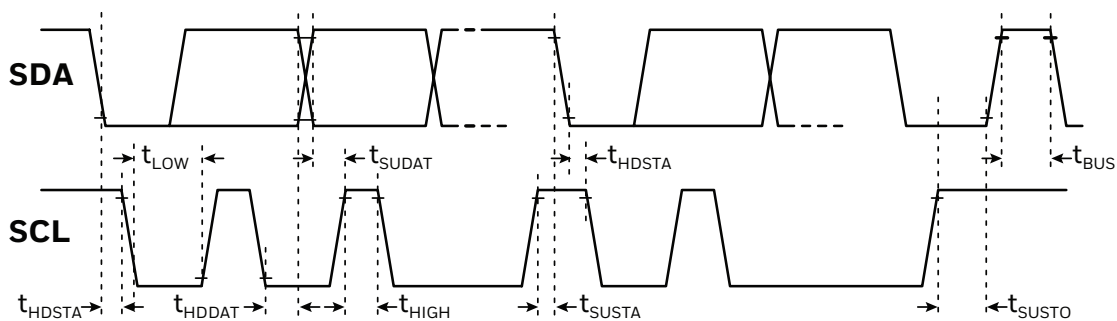 SDA
tLOW
tSUDAT
tHDSTA
tBUS
SCL
tHDSTA
tHDDAT
tHIGH
tSUSTA
tSUSTO